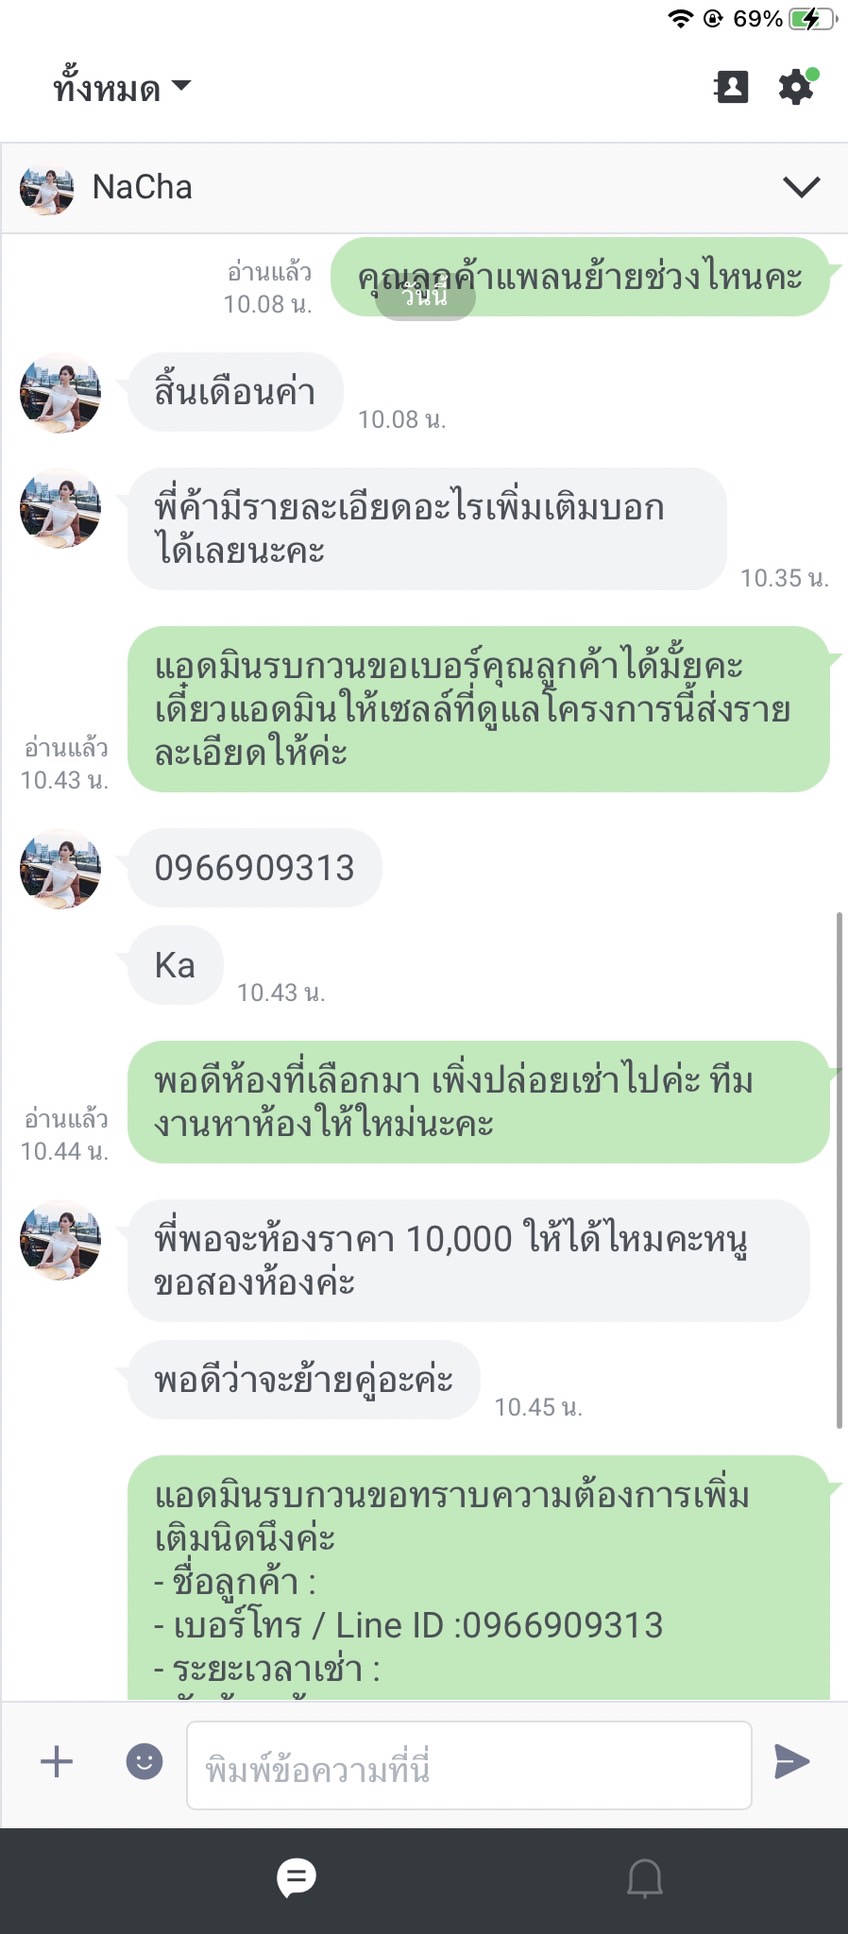 69%
ทั้งหมด
NaCha
คุณลูกค้าแพลนย้ายช่วงไหนคะ
อ่านแล้ว
10.08 น.
วันนี้
สิ้นเดือนค่า
10.08 น.
พี่ค้ามีรายละเอียดอะไรเพิ่มเติมบอก
ได้เลยนะคะ
10.35 น.
แอดมินรบกวนขอเบอร์คุณลูกค้าได้มั้ยคะ
เดี๋ยวแอดมินให้เซลล์ที่ดูแลโครงการนี้ส่งราย
ละเอียดให้ค่ะ
อ่านแล้ว
10.43 น.
0966909313
Ka
10.43 น.
พอดีห้องที่เลือกมา เพิ่งปล่อยเช่าไปค่ะ ทีม
งานหาห้องให้ใหม่นะคะ
อ่านแล้ว
10.44 น.
พี่พอจะห้องราคา 10,000 ให้ได้ไหมคะหนู
ขอสองห้องค่ะ
พอดีว่าจะย้ายคู่อะค่ะ
10.45 น.
แอดมินรบกวนขอทราบความต้องการเพิ่ม
เติมนิดนึงค่ะ
- ชื่อลูกค้า :
- เบอร์โทร / Line ID :0966909313
- ระยะเวลาเช่า :
พิมพ์ข้อความที่นี่